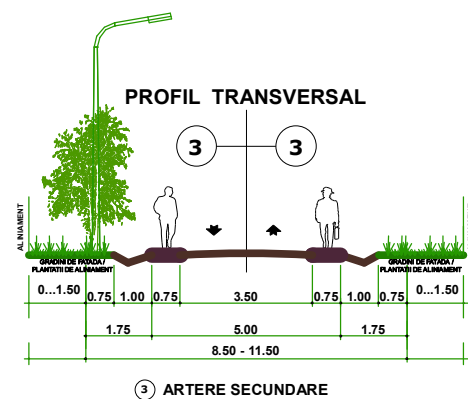 PROFIL TRANSVERSAL
3 3
ALINIAMENT
GRADINI DE FATADA / GRADINI DE FATADA /
PLANTATII DE ALINIAMENT PLANTATII DE ALINIAMENT
0...1.50 0.75 1.00 0.75 3.50 0.75 1.00 0.75 0...1.50
1.75 5.00 1.75
8.50 - 11.50
3 ARTERE SECUNDARE